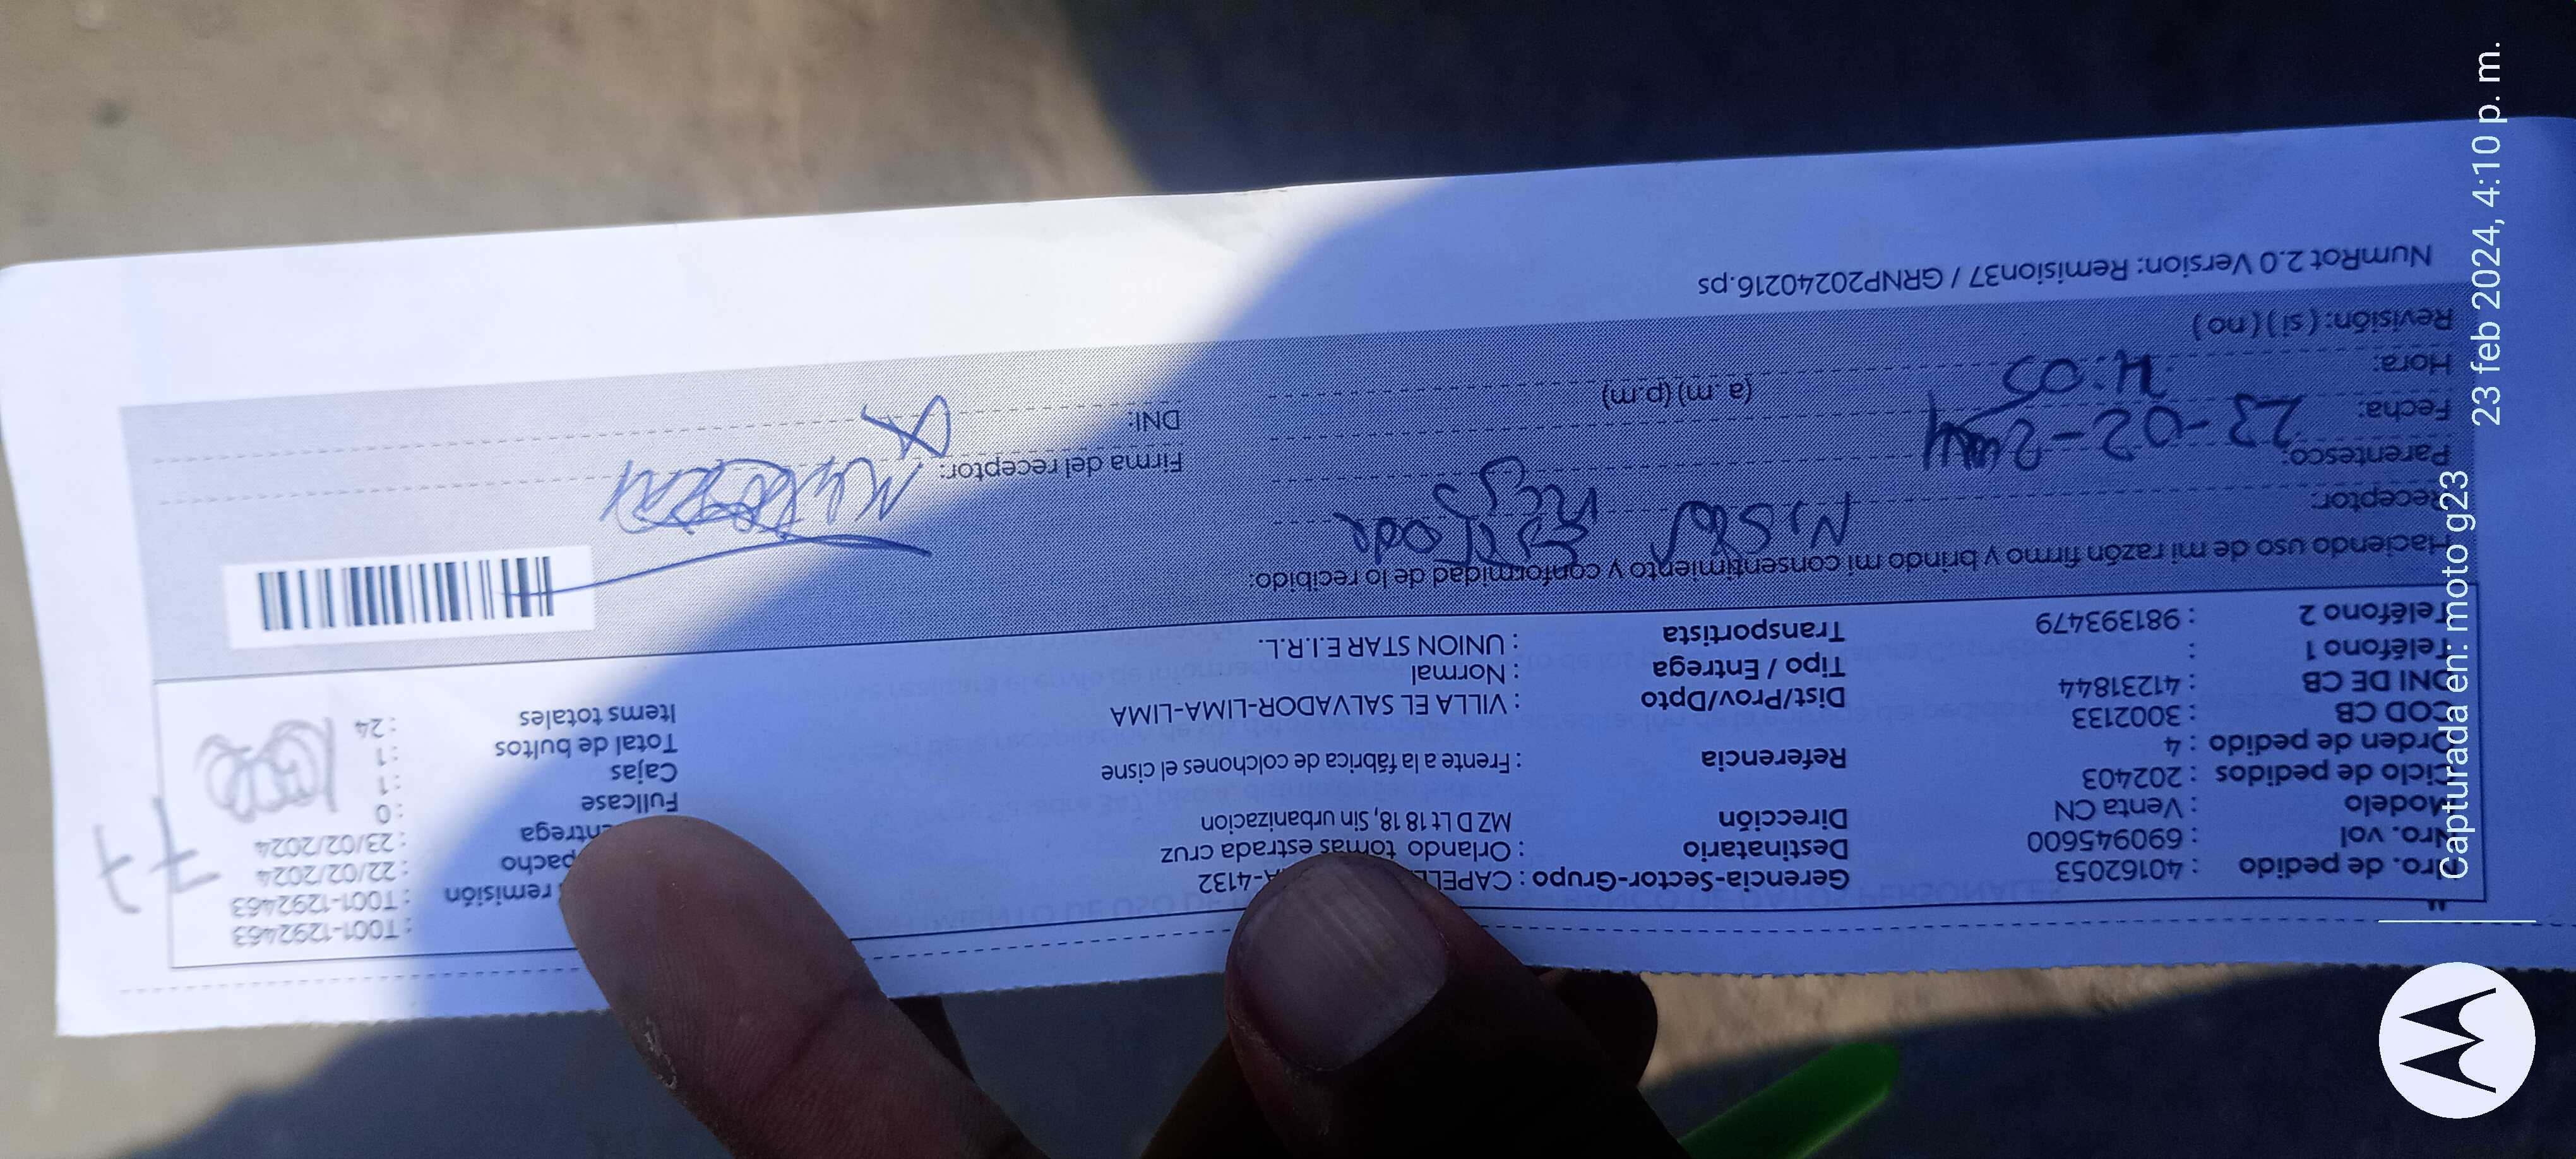 Nro. de pedido : 40162053
Nro. vol : 690945600
Modelo : Venta CN
Ciclo de pedidos : 202403
Orden de pedido : 4
COD CB : 3002133
DNI DE CB : 41231844
Teléfono 1 :
Teléfono 2 : 981393479
Gerencia-Sector-Grupo : CAPEL A-4132
Destinatario : Orlando tomas estrada cruz
Dirección MZ D Lt 18 18, Sin urbanizacion
Referencia : Frente a la fábrica de colchones el cisne
Dist/Prov/Dpto : VILLA EL SALVADOR-LIMA-LIMA
Tipo / Entrega : Normal
Transportista : UNION STAR E.I.R.L.
: T001-1292463
remisión : T001-1292463
pacho : 22/02/2024
entrega : 23/02/2024
Fullcase : 0
Cajas : 1
Total de bultos : 1
Items totales : 24
77
Haciendo uso de mi razón firmo y brindo mi consentimiento y conformidad de lo recibido:
Receptor:
Parentesco:
Fecha: 23-02-2024
Hora: 4:05 (a.m) (p.m)
Revisión: (si) (no)
Firma del receptor:
DNI:
NumRot 2.0 Version: Remisión37 / GRNP20240216.ps
Capturada en: moto g23
23 feb 2024, 4:10 p. m.